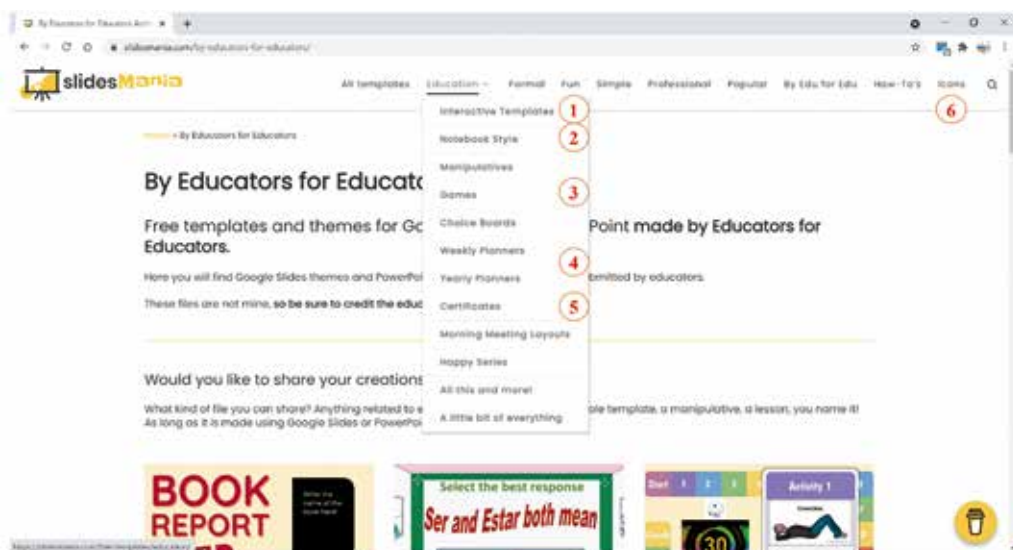 By Educators for Educators
slidesmania.com/by-educators-for-educators/
slidesMania
All templates Education Formal Fun Simple Professional Popular By Edu for Edu How-To's Icons
Interactive Templates 1
Notebook Style 2
Manipulatives
Games 3
Choice Boards
Weekly Planners
4
Yearly Planners
Certificates 5
Morning Meeting Layouts
Happy Series
All this and more!
A little bit of everything
6
» By Educators for Educators
By Educators for Educat
Free templates and themes for Go Point made by Educators for
Educators.
Here you will find Google Slides themes and PowerPoi bmitted by educators.
These files are not mine, so be sure to credit the educ
Would you like to share your creations
What kind of file you can share? Anything related to e ole template, a manipulative, a lesson, you name it!
As long as it is made using Google Slides or PowerPoi
BOOK
REPORT
Select the best response
Ser and Estar both mean
Start 1 2 3
Activity 1
30